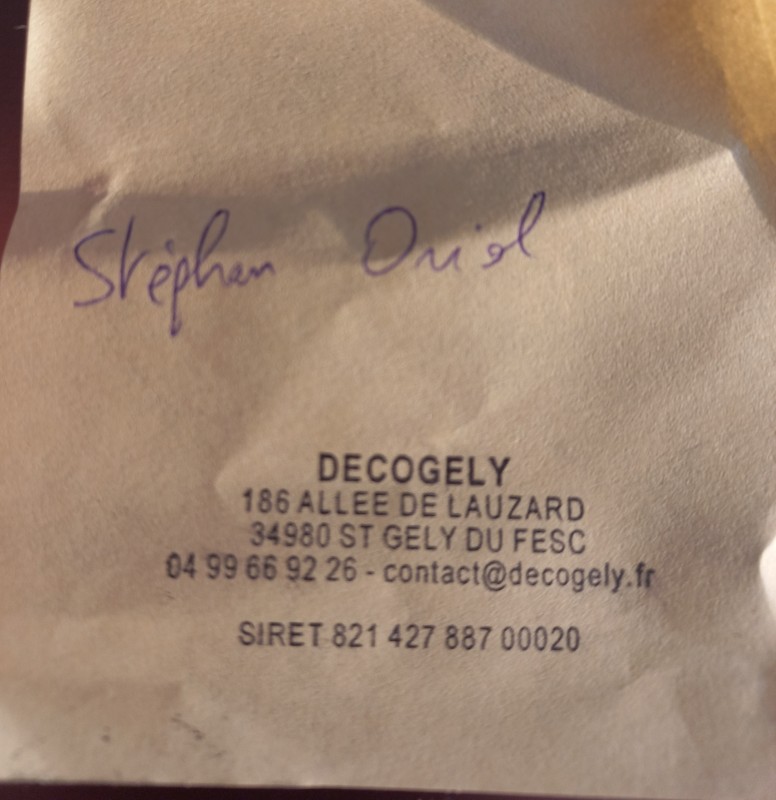 Stéphan Oriol
DECOGELY
186 ALLEE DE LAUZARD
34980 ST GELY DU FESC
04 99 66 92 26 - contact@decogely.fr
SIRET 821 427 887 00020